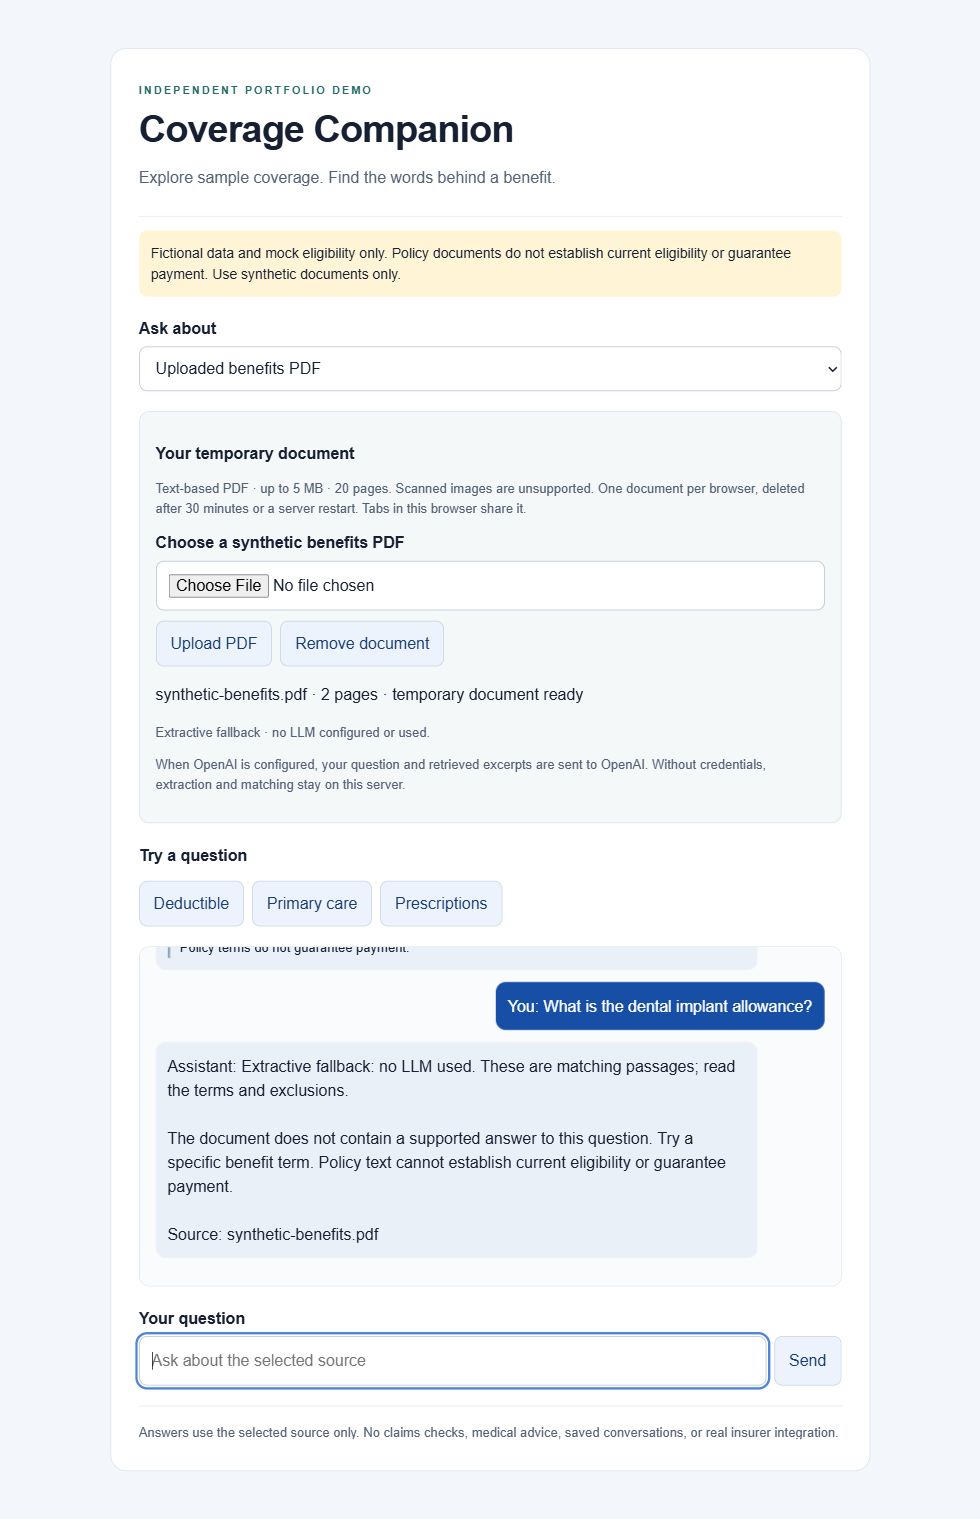 INDEPENDENT PORTFOLIO DEMO
Coverage Companion
Explore sample coverage. Find the words behind a benefit.
Fictional data and mock eligibility only. Policy documents do not establish current eligibility or guarantee
payment. Use synthetic documents only.
Ask about
Uploaded benefits PDF
Your temporary document
Text-based PDF · up to 5 MB · 20 pages. Scanned images are unsupported. One document per browser, deleted
after 30 minutes or a server restart. Tabs in this browser share it.
Choose a synthetic benefits PDF
Choose File No file chosen
Upload PDF Remove document
synthetic-benefits.pdf · 2 pages · temporary document ready
Extractive fallback · no LLM configured or used.
When OpenAI is configured, your question and retrieved excerpts are sent to OpenAI. Without credentials,
extraction and matching stay on this server.
Try a question
Deductible Primary care Prescriptions
Policy terms do not guarantee payment.
You: What is the dental implant allowance?
Assistant: Extractive fallback: no LLM used. These are matching passages; read
the terms and exclusions.
The document does not contain a supported answer to this question. Try a
specific benefit term. Policy text cannot establish current eligibility or guarantee
payment.
Source: synthetic-benefits.pdf
Your question
Ask about the selected source Send
Answers use the selected source only. No claims checks, medical advice, saved conversations, or real insurer integration.